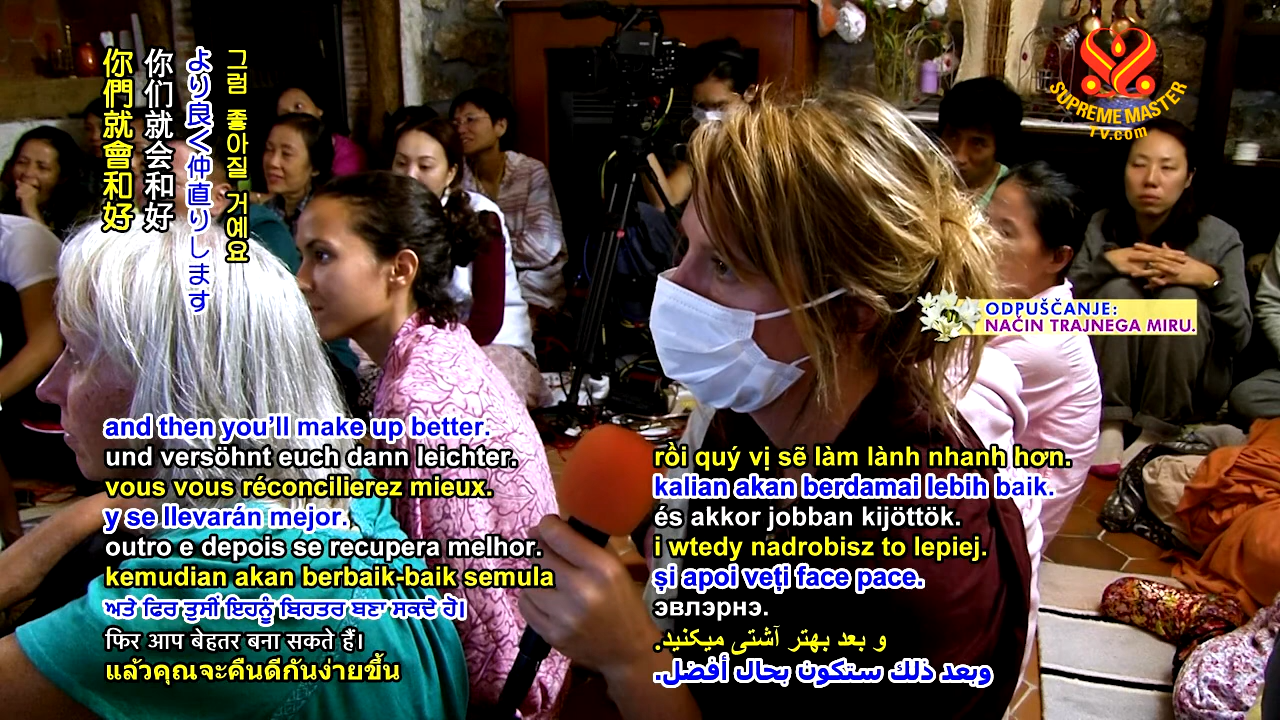 你們就會和好
你们就会和好
より良く仲直りします
그럼 좋아질 거예요
SUPREME MASTER
TV.com
ODPUŠČANJE:
NAČIN TRAJNEGA MIRU.
and then you’ll make up better.
und versöhnt euch dann leichter.
vous vous réconcilierez mieux.
y se llevarán mejor.
outro e depois se recupera melhor.
kemudian akan berbaik-baik semula
ਅਤੇ ਫਿਰ ਤੁਸੀਂ ਇਹਨੂੰ ਬਿਹਤਰ ਬਣਾ ਸਕਦੇ ਹੋ।
फिर आप बेहतर बना सकते हैं।
แล้วคุณจะคืนดีกันง่ายขึ้น
rồi quý vị sẽ làm lành nhanh hơn.
kalian akan berdamai lebih baik.
és akkor jobban kijöttök.
i wtedy nadrobisz to lepiej.
și apoi veți face pace.
эвлэрнэ.
و بعد بهتر آشتی میکنید.
وبعد ذلك ستكون بحال أفضل.